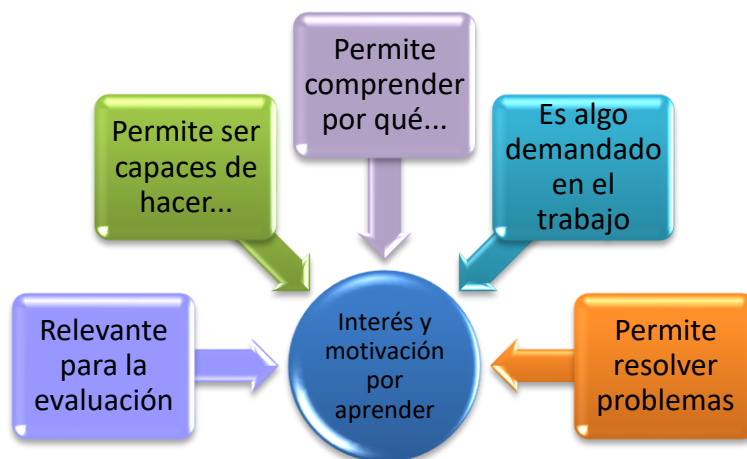 Permite
comprender
por qué...
Permite ser
capaces de
hacer...
Es algo
demandado
en el
trabajo
Relevante
para la
evaluación
Interés y
motivación
por
aprender
Permite
resolver
problemas